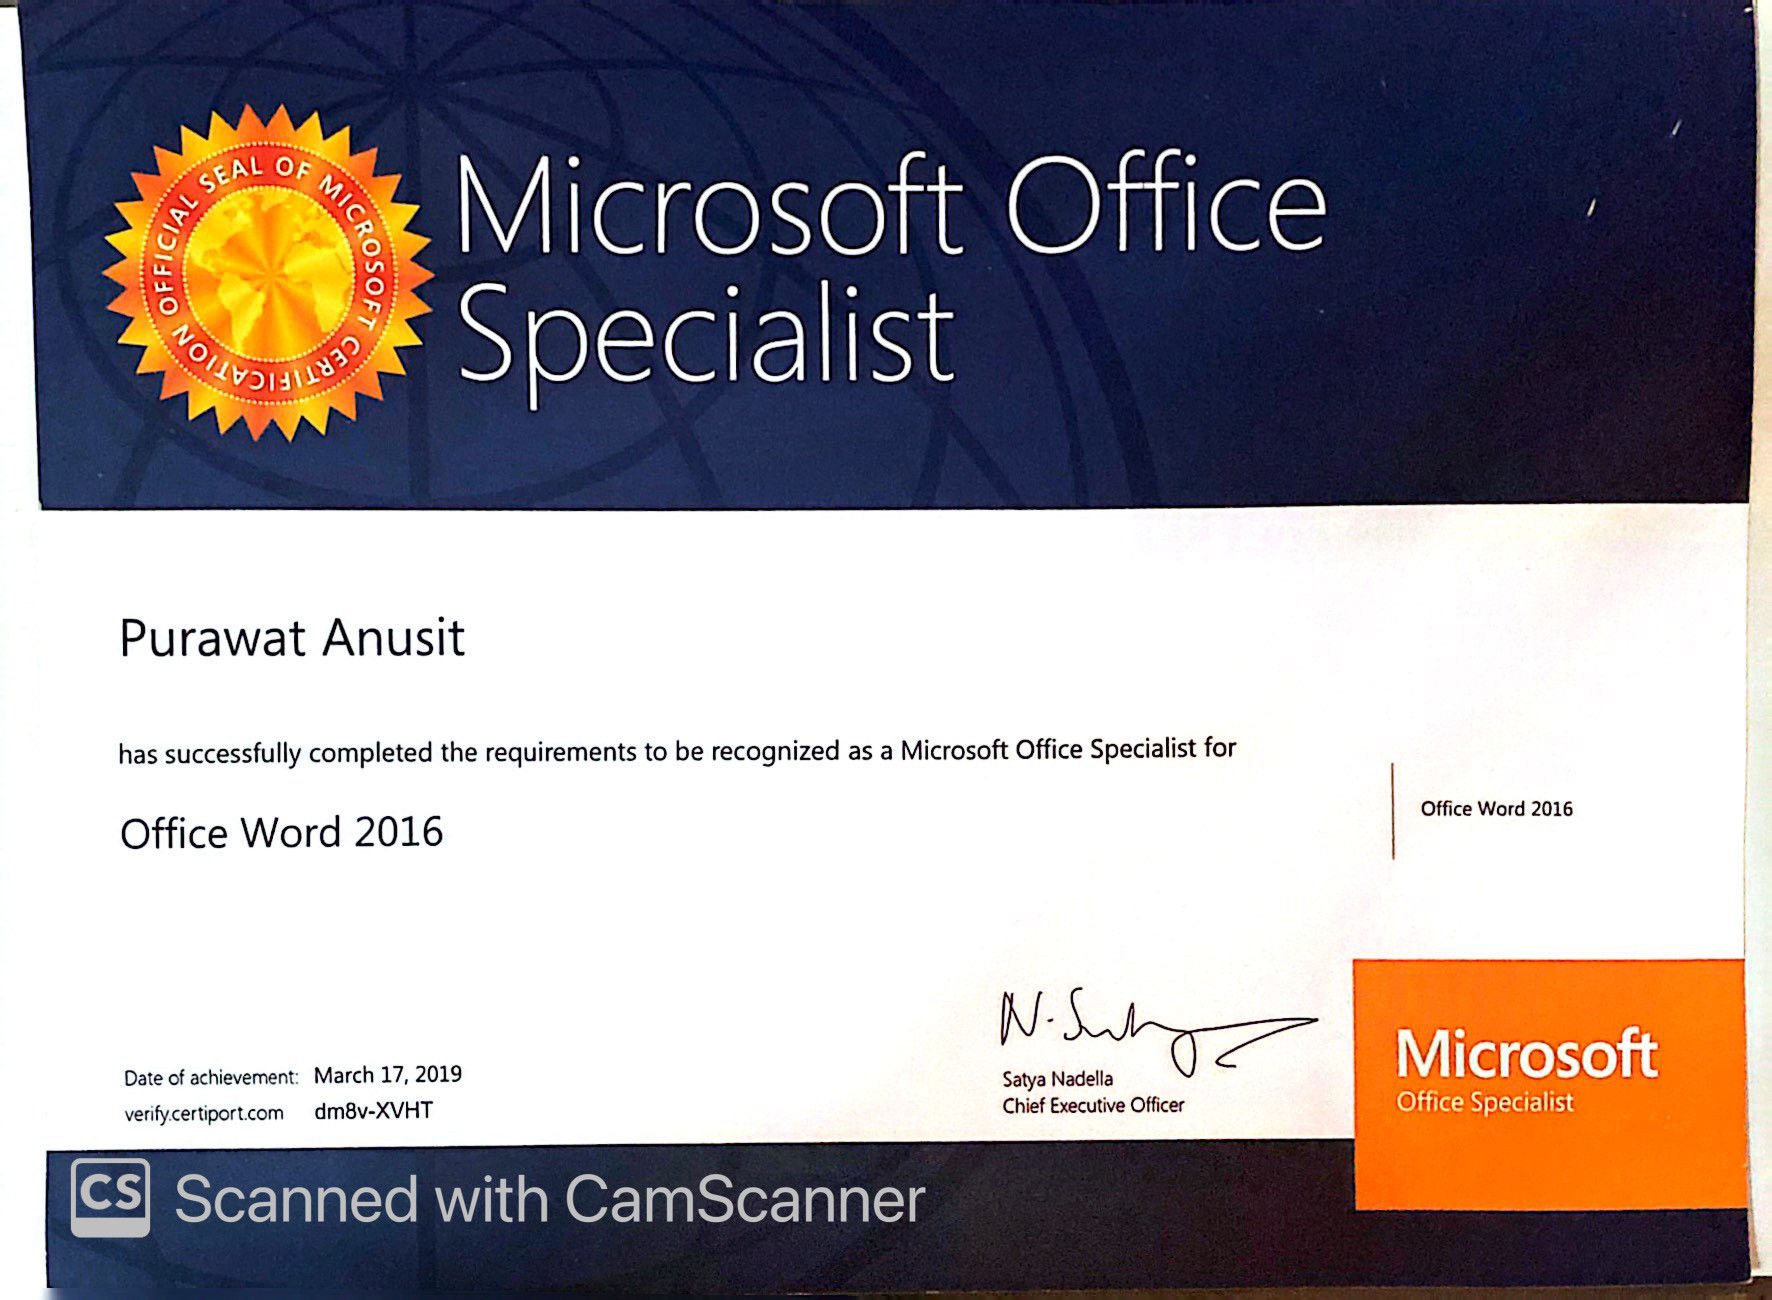 OFFICIAL SEAL OF MICROSOFT CERTIFICATION
Microsoft Office
Specialist
Purawat Anusit
has successfully completed the requirements to be recognized as a Microsoft Office Specialist for
Office Word 2016
Office Word 2016
N. Satya
Satya Nadella
Chief Executive Officer
Date of achievement: March 17, 2019
verify.certiport.com dm8v-XVHT
Microsoft
Office Specialist
CS Scanned with CamScanner